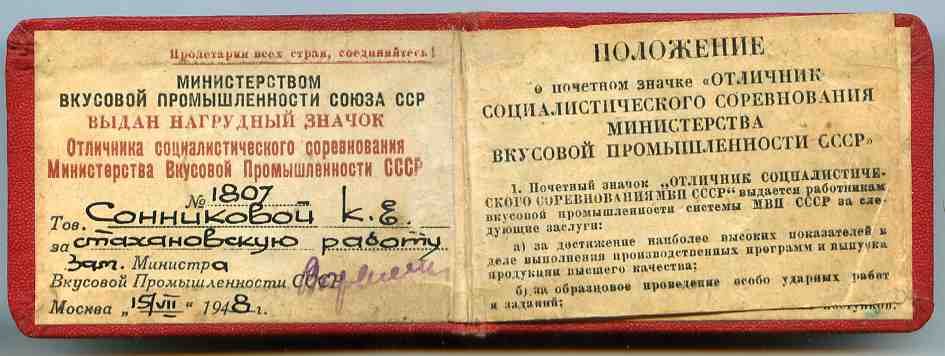 Пролетарии всех стран, соединяйтесь!
МИНИСТЕРСТВОМ
ВКУСОВОЙ ПРОМЫШЛЕННОСТИ СОЮЗА ССР
ВЫДАН НАГРУДНЫЙ ЗНАЧОК
Отличника социалистического соревнования
Министерства Вкусовой Промышленности СССР
№ 1807
Тов. Сонниковой К.Е.
за стахановскую работу
Зам. Министра
Вкусовой Промышленности СССР
Москва „15/VII“ 1948 г.
ПОЛОЖЕНИЕ
о почетном значке «ОТЛИЧНИК
СОЦИАЛИСТИЧЕСКОГО СОРЕВНОВАНИЯ
МИНИСТЕРСТВА
ВКУСОВОЙ ПРОМЫШЛЕННОСТИ СССР»
1. Почетный значок „ОТЛИЧНИК СОЦИАЛИСТИЧЕ-
СКОГО СОРЕВНОВАНИЯ МВП СССР“ выдается работникам
вкусовой промышленности системы МВП СССР за сле-
дующие заслуги:
а) за достижение наиболее высоких показателей в
деле выполнения производственных программ и выпуска
продукции высшего качества;
б) за образцовое проведение особо ударных работ
и заданий;
поступков.